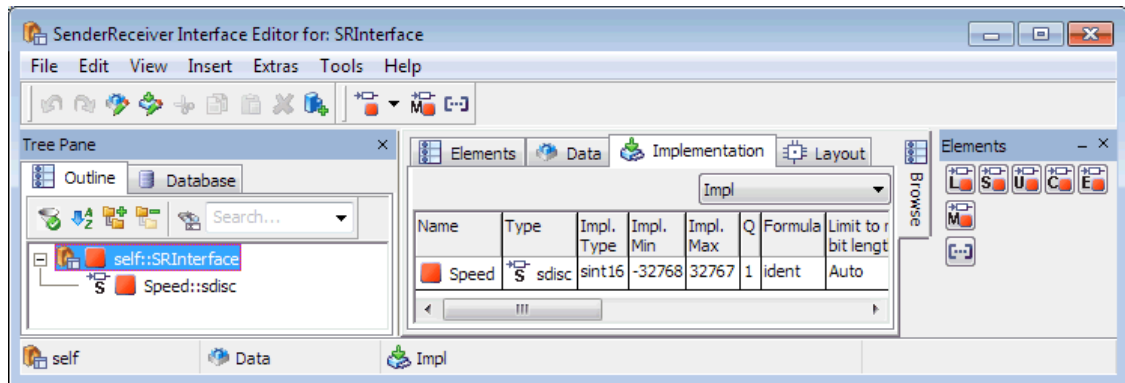 SenderReceiver Interface Editor for: SRInterface
File Edit View Insert Extras Tools Help
Tree Pane
Outline Database
Search...
self::SRInterface
Speed::sdisc
Elements Data Implementation Layout
Impl
Name Type Impl. Type Impl. Min Impl. Max Q Formula Limit to r bit lengt
Speed S sdisc sint16 -32768 32767 1 ident Auto
Browse
Elements
L S U C E
M
self Data Impl